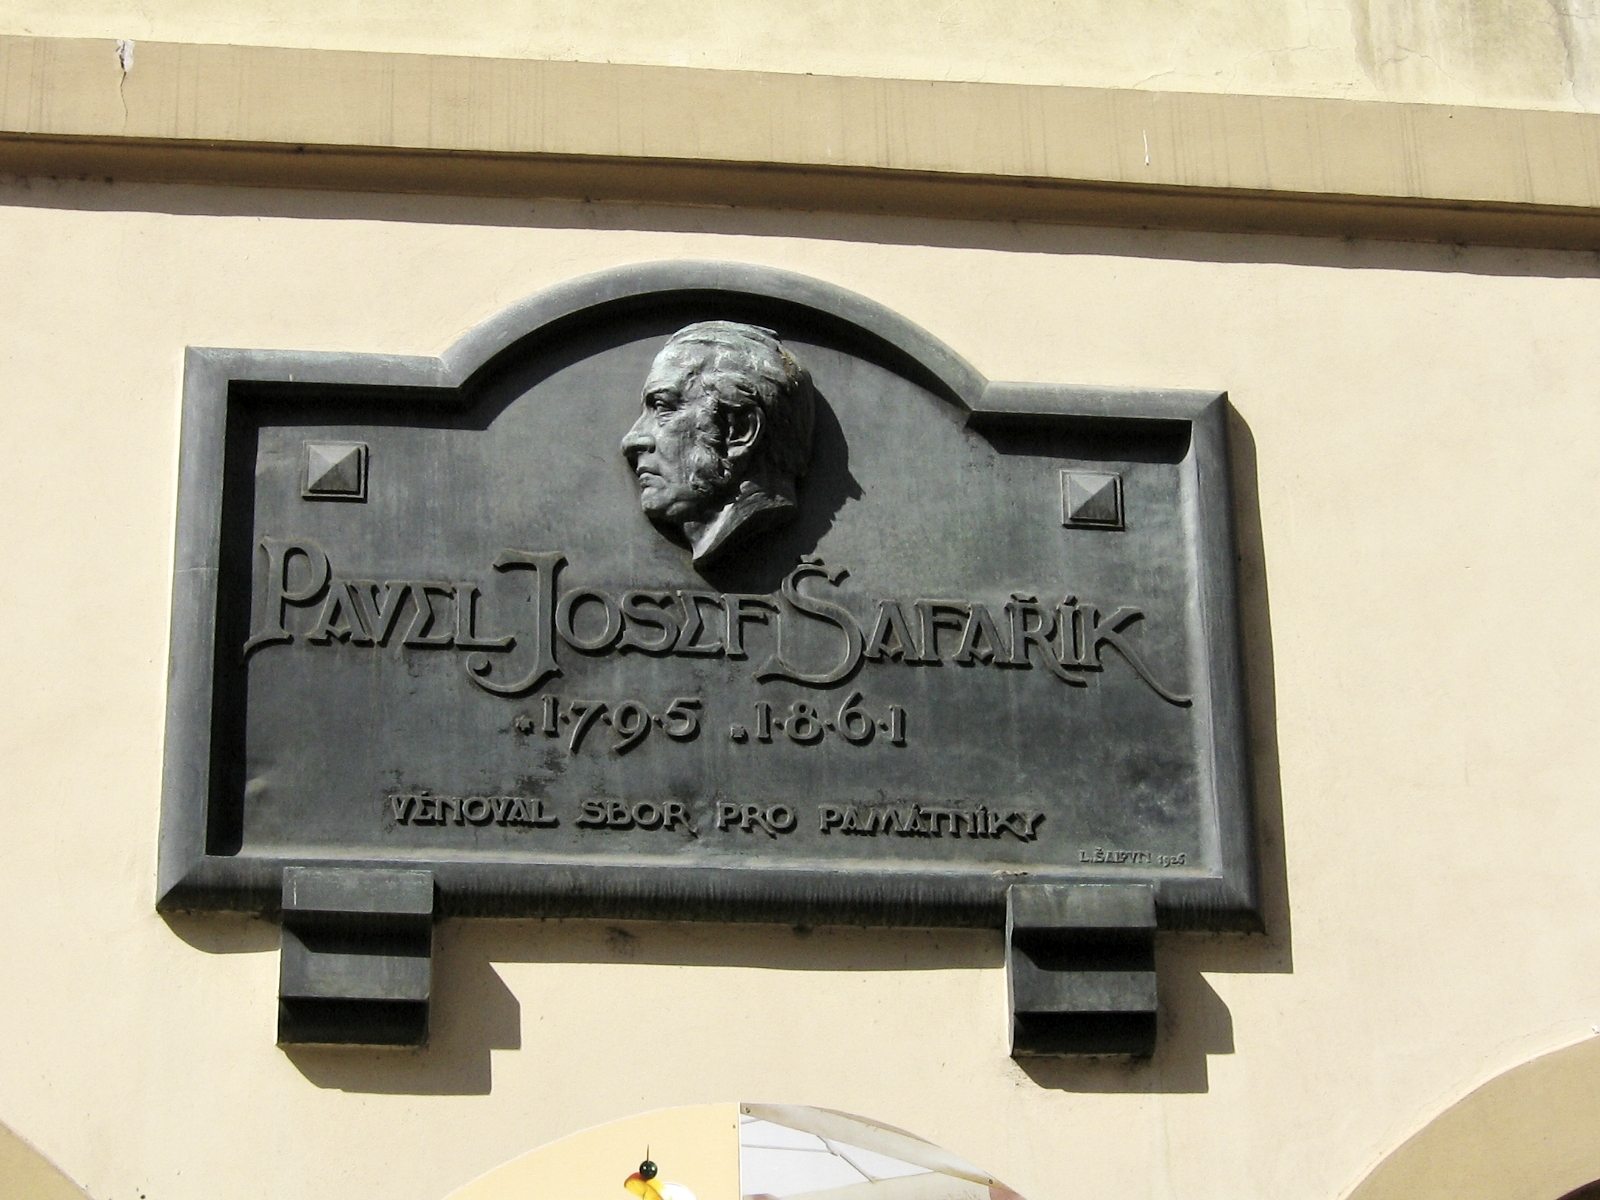 PAVEL JOSEF ŠAFAŘÍK
*1·7·9·5 .1·8·6·1
VĚNOVAL SBOR PRO PAMÁTNÍKY
L. ŠALOUN 1926